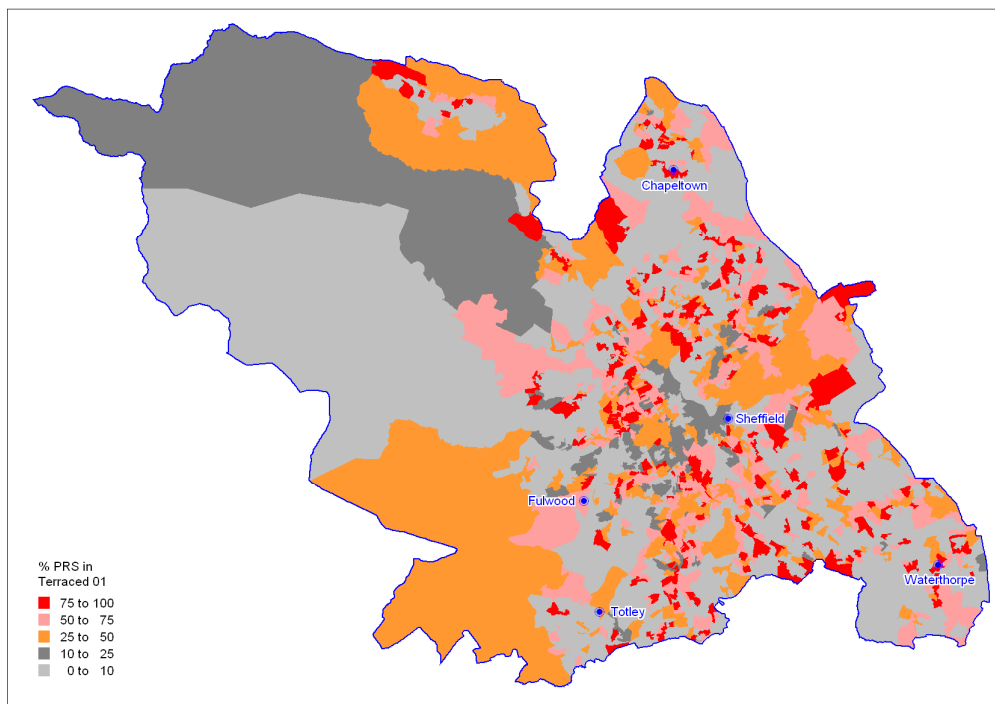 Chapeltown
Sheffield
Fulwood
Waterthorpe
Totley
% PRS in
Terraced 01
75 to 100
50 to 75
25 to 50
10 to 25
0 to 10